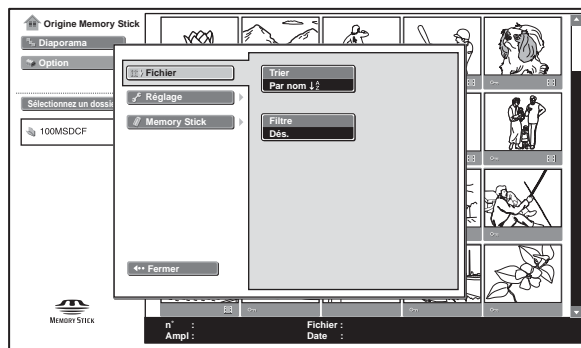 Origine Memory Stick
Diaporama
Option
Sélectionnez un dossie
100MSDCF
Fichier
Réglage
Memory Stick
Fermer
Trier
Par nom ↓A Z
Filtre
Dés.
MEMORY STICK
n° :
Ampl :
Fichier :
Date :